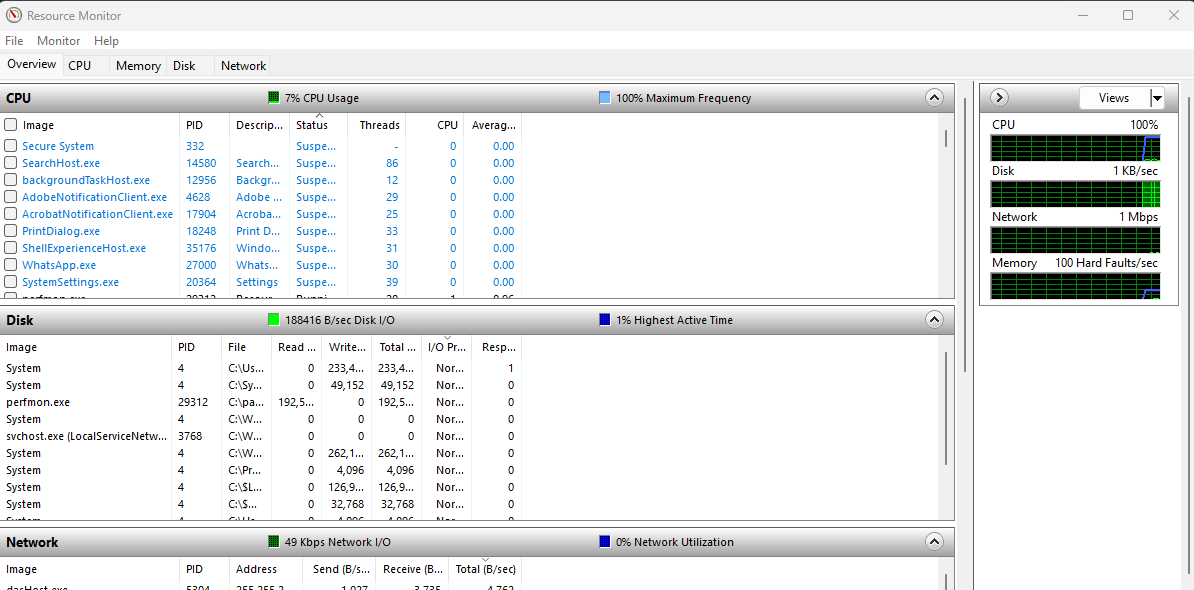 Resource Monitor
File Monitor Help
Overview CPU Memory Disk Network
CPU 7% CPU Usage 100% Maximum Frequency
Image PID Descrip... Status Threads CPU Averag...
Secure System 332 Suspe... - 0 0.00
SearchHost.exe 14580 Search... Suspe... 86 0 0.00
backgroundTaskHost.exe 12956 Backgr... Suspe... 12 0 0.00
AdobeNotificationClient.exe 4628 Adobe ... Suspe... 29 0 0.00
AcrobatNotificationClient.exe 17904 Acroba... Suspe... 25 0 0.00
PrintDialog.exe 18248 Print D... Suspe... 33 0 0.00
ShellExperienceHost.exe 35176 Windo... Suspe... 31 0 0.00
WhatsApp.exe 27000 Whats... Suspe... 30 0 0.00
SystemSettings.exe 20364 Settings Suspe... 39 0 0.00
Disk 188416 B/sec Disk I/O 1% Highest Active Time
Image PID File Read ... Write... Total ... I/O Pr... Resp...
System 4 C:\Us... 0 233,4... 233,4... Nor... 1
System 4 C:\Sy... 0 49,152 49,152 Nor... 0
perfmon.exe 29312 C:\pa... 192,5... 0 192,5... Nor... 0
System 4 C:\W... 0 0 0 Nor... 0
svchost.exe (LocalServiceNetw... 3768 C:\W... 0 0 0 Nor... 0
System 4 C:\W... 0 262,1... 262,1... Nor... 0
System 4 C:\Pr... 0 4,096 4,096 Nor... 0
System 4 C:\$L... 0 126,9... 126,9... Nor... 0
System 4 C:\$... 0 32,768 32,768 Nor... 0
Network 49 Kbps Network I/O 0% Network Utilization
Image PID Address Send (B/s... Receive (B... Total (B/sec)
Views
CPU 100%
Disk 1 KB/sec
Network 1 Mbps
Memory 100 Hard Faults/sec